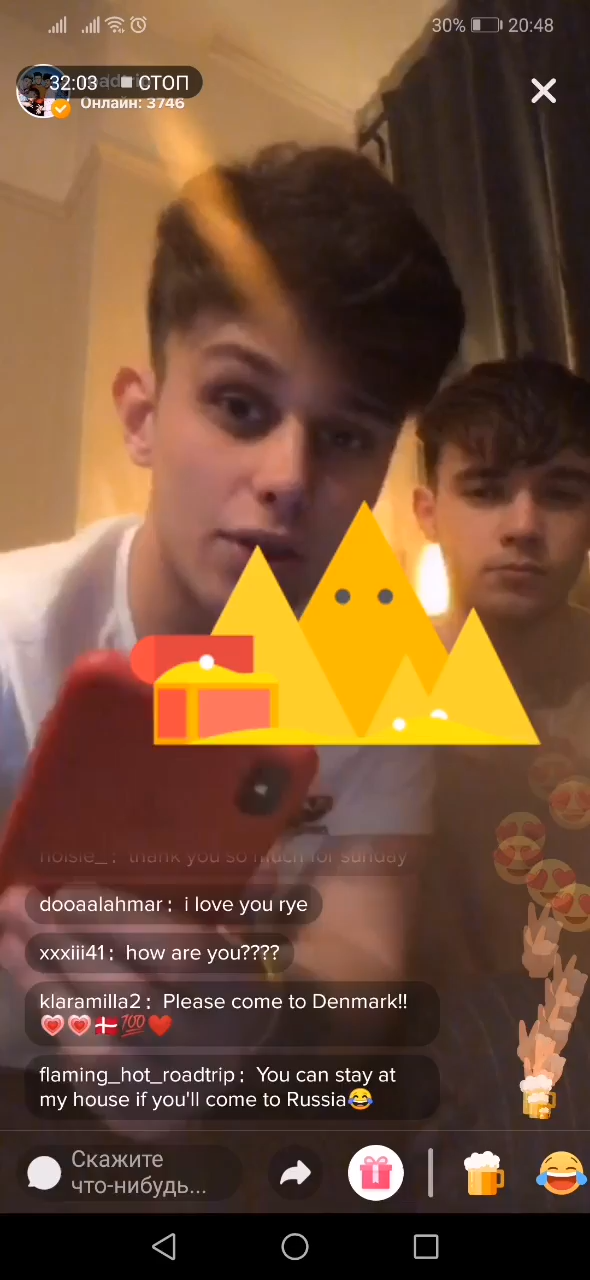 30% 20:48
32:03 СТОП
Онлайн: 3746
thank you so much for sunday
dooaalahmar: i love you rye
xxxiii41: how are you????
klaramilla2: Please come to Denmark!!
💗💗🇩🇰💯❤️
flaming_hot_roadtrip: You can stay at
my house if you'll come to Russia😂
Скажите
что-нибудь...